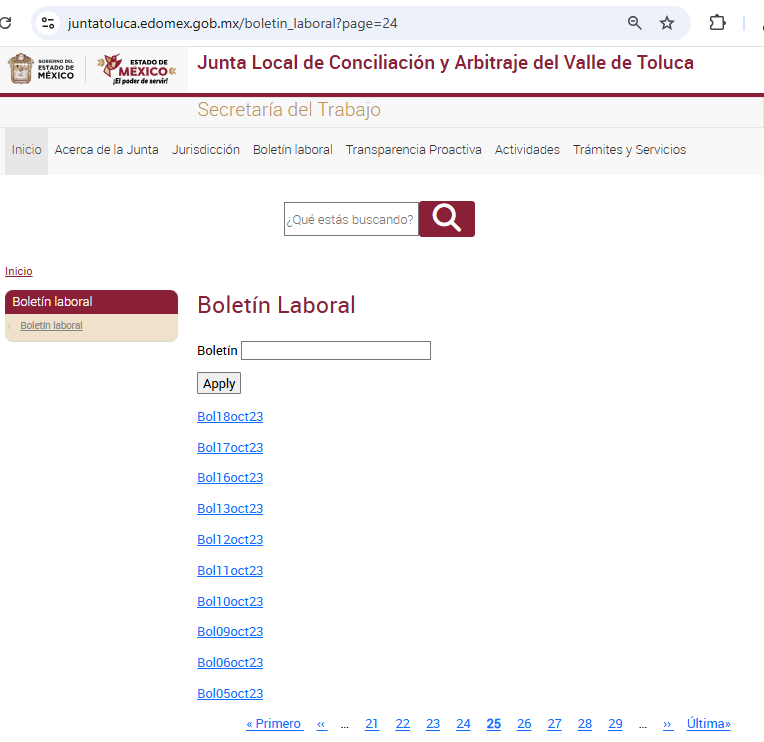 juntatoluca.edomex.gob.mx/boletin_laboral?page=24
GOBIERNO DEL
ESTADO DE
MÉXICO
ESTADO DE
MÉXICO
¡El poder de servir!
Junta Local de Conciliación y Arbitraje del Valle de Toluca
Secretaría del Trabajo
Inicio Acerca de la Junta Jurisdicción Boletín laboral Transparencia Proactiva Actividades Trámites y Servicios
¿Qué estás buscando?
Inicio
Boletín laboral
Boletín laboral
Boletín Laboral
Boletín
Apply
Bol18oct23
Bol17oct23
Bol16oct23
Bol13oct23
Bol12oct23
Bol11oct23
Bol10oct23
Bol09oct23
Bol06oct23
Bol05oct23
« Primero ‹‹ … 21 22 23 24 25 26 27 28 29 … ›› Última»